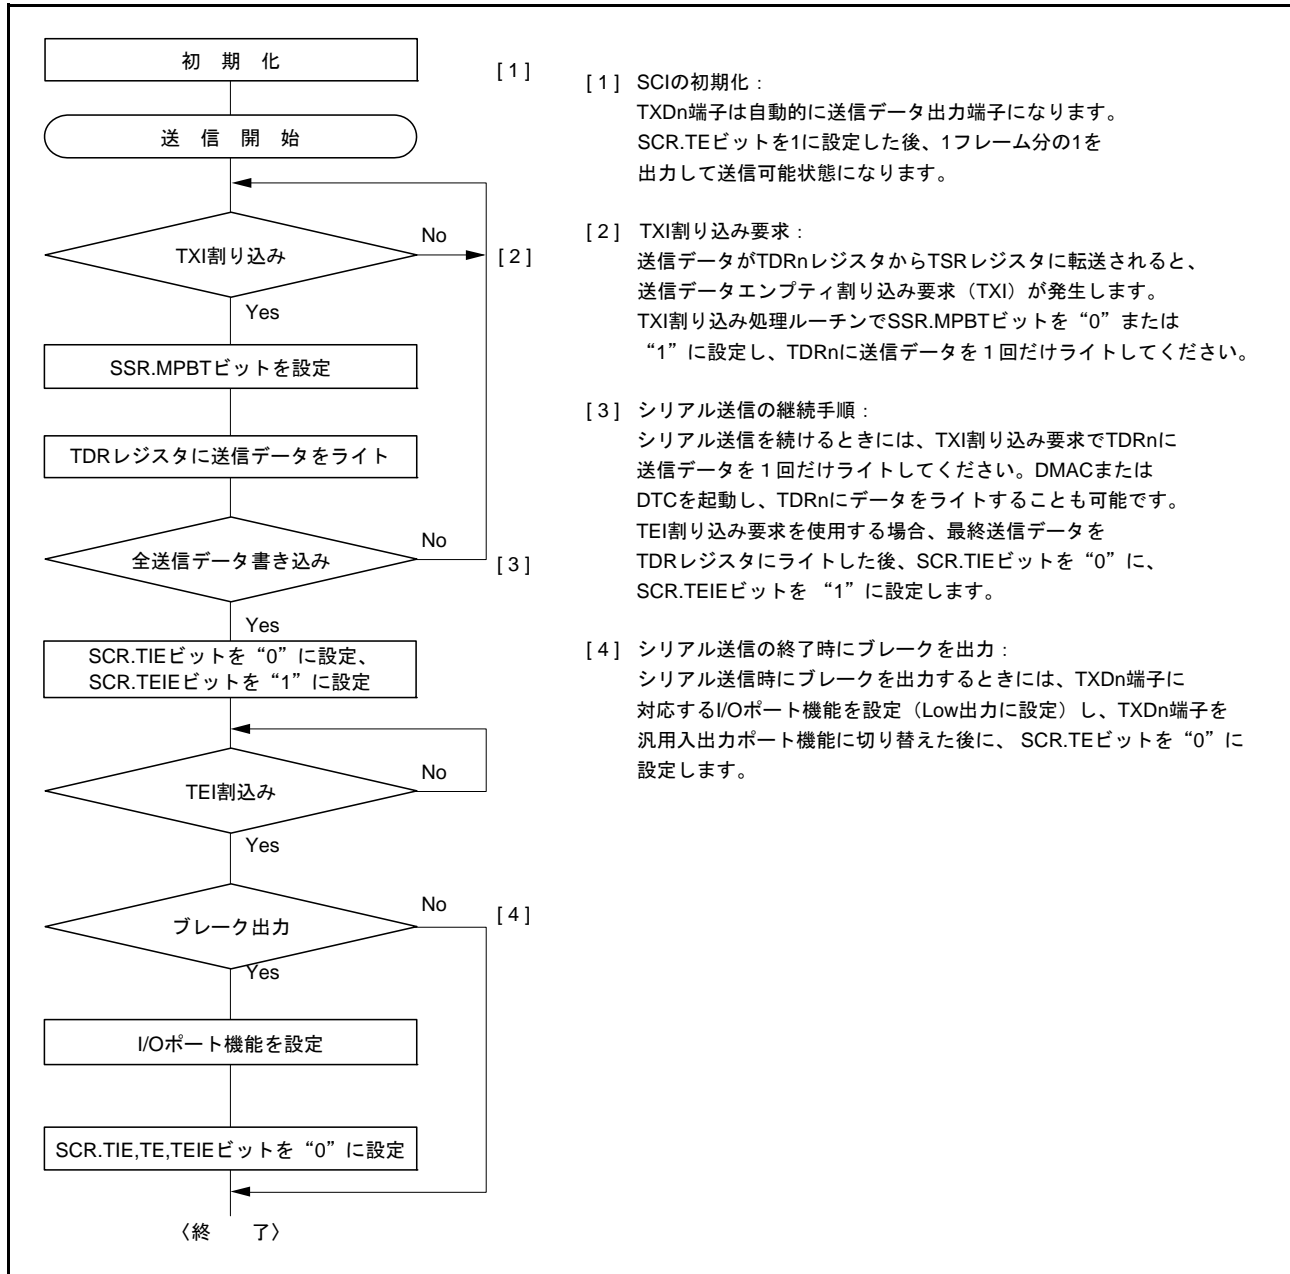 初　期　化
[ 1 ]
送　信　開　始
TXI割り込み
No
[ 2 ]
Yes
SSR.MPBTビットを設定
TDRレジスタに送信データをライト
全送信データ書き込み
No
[ 3 ]
Yes
SCR.TIEビットを“0”に設定、
SCR.TEIEビットを“1”に設定
TEI割込み
No
Yes
ブレーク出力
No
[ 4 ]
Yes
I/Oポート機能を設定
SCR.TIE,TE,TEIEビットを“0”に設定
〈終　　了〉
[ 1 ] SCIの初期化：
TXDn端子は自動的に送信データ出力端子になります。
SCR.TEビットを1に設定した後、1フレーム分の1を
出力して送信可能状態になります。
[ 2 ] TXI割り込み要求：
送信データがTDRnレジスタからTSRレジスタに転送されると、
送信データエンプティ割り込み要求（TXI）が発生します。
TXI割り込み処理ルーチンでSSR.MPBTビットを“0”または
“1”に設定し、TDRnに送信データを１回だけライトしてください。
[ 3 ] シリアル送信の継続手順：
シリアル送信を続けるときには、TXI割り込み要求でTDRnに
送信データを１回だけライトしてください。DMACまたは
DTCを起動し、TDRnにデータをライトすることも可能です。
TEI割り込み要求を使用する場合、最終送信データを
TDRレジスタにライトした後、SCR.TIEビットを“0”に、
SCR.TEIEビットを “1”に設定します。
[ 4 ] シリアル送信の終了時にブレークを出力：
シリアル送信時にブレークを出力するときには、TXDn端子に
対応するI/Oポート機能を設定（Low出力に設定）し、TXDn端子を
汎用入出力ポート機能に切り替えた後に、 SCR.TEビットを“0”に
設定します。